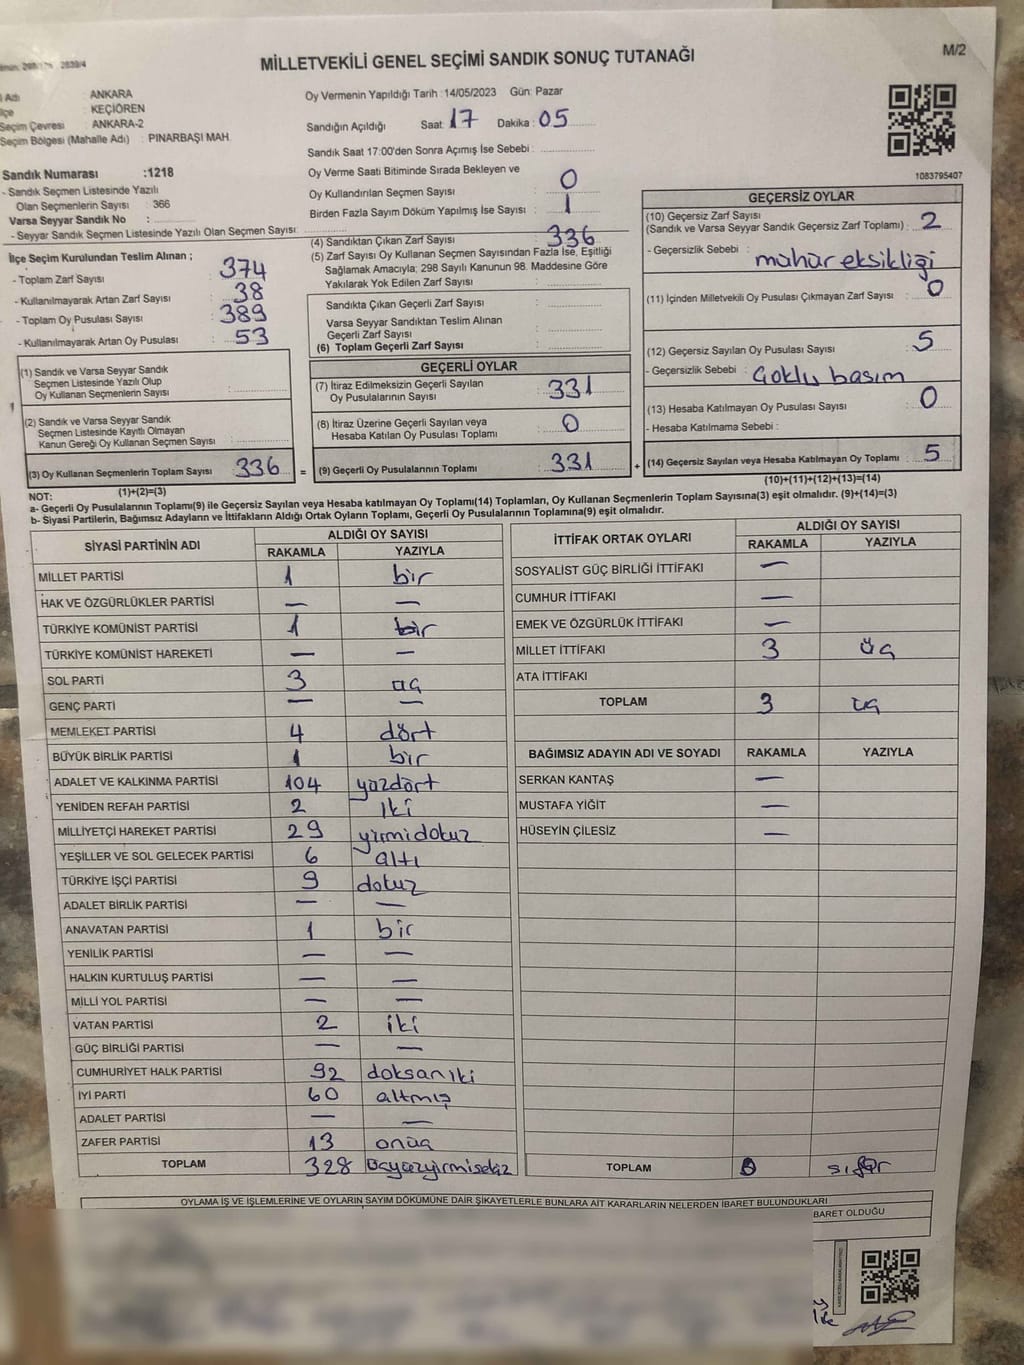 MİLLETVEKİLİ GENEL SEÇİMİ SANDIK SONUÇ TUTANAĞI
M/2
Adı ANKARA
KEÇİÖREN
Seçim Çevresi : ANKARA-2
Seçim Bölgesi (Mahalle Adı) : PINARBAŞI MAH.
Sandık Numarası :1218
- Sandık Seçmen Listesinde Yazılı
Olan Seçmenlerin Sayısı : 366
Varsa Seyyar Sandık No :
- Seyyar Sandık Seçmen Listesinde Yazılı Olan Seçmen Sayısı:
İlçe Seçim Kurulundan Teslim Alınan ;
- Toplam Zarf Sayısı : 374
- Kullanılmayarak Artan Zarf Sayısı : 38
- Toplam Oy Pusulası Sayısı : 389
- Kullanılmayarak Artan Oy Pusulası : 53
(1) Sandık ve Varsa Seyyar Sandık
Seçmen Listesinde Yazılı Olup
Oy Kullanan Seçmenlerin Sayısı :
(2) Sandık ve Varsa Seyyar Sandık
Seçmen Listesinde Kayıtlı Olmayan
Kanun Gereği Oy Kullanan Seçmen Sayısı :
(3) Oy Kullanan Seçmenlerin Toplam Sayısı 336
(1)+(2)=(3)
Oy Vermenin Yapıldığı Tarih :14/05/2023 Gün: Pazar
Sandığın Açıldığı Saat: 17 Dakika : 05
Sandık Saat 17:00'den Sonra Açımış İse Sebebi :
Oy Verme Saati Bitiminde Sırada Bekleyen ve
Oy Kullandırılan Seçmen Sayısı : 0
Birden Fazla Sayım Döküm Yapılmış İse Sayısı : 1
(4) Sandıktan Çıkan Zarf Sayısı : 336
(5) Zarf Sayısı Oy Kullanan Seçmen Sayısından Fazla İse, Eşitliği
Sağlamak Amacıyla; 298 Sayılı Kanunun 98. Maddesine Göre
Yakılarak Yok Edilen Zarf Sayısı :
Sandıkta Çıkan Geçerli Zarf Sayısı :
Varsa Seyyar Sandıktan Teslim Alınan
Geçerli Zarf Sayısı :
(6) Toplam Geçerli Zarf Sayısı :
GEÇERLİ OYLAR
(7) İtiraz Edilmeksizin Geçerli Sayılan
Oy Pusulalarının Sayısı : 331
(8) İtiraz Üzerine Geçerli Sayılan veya
Hesaba Katılan Oy Pusulası Toplamı : 0
= (9) Geçerli Oy Pusulalarının Toplamı : 331 +
1083795407
GEÇERSİZ OYLAR
(10) Geçersiz Zarf Sayısı
(Sandık ve Varsa Seyyar Sandık Geçersiz Zarf Toplamı) : 2
- Geçersizlik Sebebi : mühür eksikliği
(11) İçinden Milletvekili Oy Pusulası Çıkmayan Zarf Sayısı : 0
(12) Geçersiz Sayılan Oy Pusulası Sayısı : 5
- Geçersizlik Sebebi : Çoklu basım
(13) Hesaba Katılmayan Oy Pusulası Sayısı : 0
- Hesaba Katılmama Sebebi :
(14) Geçersiz Sayılan veya Hesaba Katılmayan Oy Toplamı : 5
(10)+(11)+(12)+(13)=(14)
NOT:
a- Geçerli Oy Pusulalarının Toplamı(9) ile Geçersiz Sayılan veya Hesaba katılmayan Oy Toplamı(14) Toplamları, Oy Kullanan Seçmenlerin Toplam Sayısına(3) eşit olmalıdır. (9)+(14)=(3)
b- Siyasi Partilerin, Bağımsız Adayların ve İttifakların Aldığı Ortak Oyların Toplamı, Geçerli Oy Pusulalarının Toplamına(9) eşit olmalıdır.
SİYASİ PARTİNİN ADI ALDIĞI OY SAYISI
RAKAMLA YAZIYLA
MİLLET PARTİSİ 1 bir
HAK VE ÖZGÜRLÜKLER PARTİSİ — —
TÜRKİYE KOMÜNİST PARTİSİ 1 bir
TÜRKİYE KOMÜNİST HAREKETİ — —
SOL PARTİ 3 üç
GENÇ PARTİ — —
MEMLEKET PARTİSİ 4 dört
BÜYÜK BİRLİK PARTİSİ 1 bir
ADALET VE KALKINMA PARTİSİ 104 yüzdört
YENİDEN REFAH PARTİSİ 2 iki
MİLLİYETÇİ HAREKET PARTİSİ 29 yirmidokuz
YEŞİLLER VE SOL GELECEK PARTİSİ 6 altı
TÜRKİYE İŞÇİ PARTİSİ 9 dokuz
ADALET BİRLİK PARTİSİ — —
ANAVATAN PARTİSİ 1 bir
YENİLİK PARTİSİ — —
HALKIN KURTULUŞ PARTİSİ — —
MİLLİ YOL PARTİSİ — —
VATAN PARTİSİ 2 iki
GÜÇ BİRLİĞİ PARTİSİ — —
CUMHURİYET HALK PARTİSİ 92 doksaniki
İYİ PARTİ 60 altmış
ADALET PARTİSİ — —
ZAFER PARTİSİ 13 onüç
TOPLAM 328 üçyüzyirmisekiz
İTTİFAK ORTAK OYLARI ALDIĞI OY SAYISI
RAKAMLA YAZIYLA
SOSYALİST GÜÇ BİRLİĞİ İTTİFAKI —
CUMHUR İTTİFAKI —
EMEK VE ÖZGÜRLÜK İTTİFAKI —
MİLLET İTTİFAKI 3 üç
ATA İTTİFAKI
TOPLAM 3 üç
BAĞIMSIZ ADAYIN ADI VE SOYADI RAKAMLA YAZIYLA
SERKAN KANTAŞ —
MUSTAFA YİĞİT —
HÜSEYİN ÇİLESİZ —
TOPLAM 0 sıfır
OYLAMA İŞ VE İŞLEMLERİNE VE OYLARIN SAYIM DÖKÜMÜNE DAİR ŞİKAYETLERLE BUNLARA AİT KARARLARIN NELERDEN İBARET BULUNDUKLARI
BARET OLDUĞU